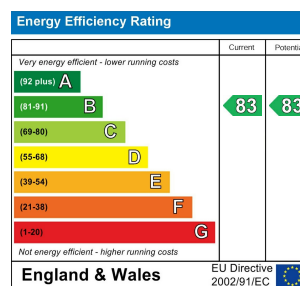 Energy Efficiency Rating
Current Potentia
Very energy efficient - lower running costs
(92 plus) A
(81-91) B 83 83
(69-80) C
(55-68) D
(39-54) E
(21-38) F
(1-20) G
Not energy efficient - higher running costs
England & Wales
EU Directive
2002/91/EC